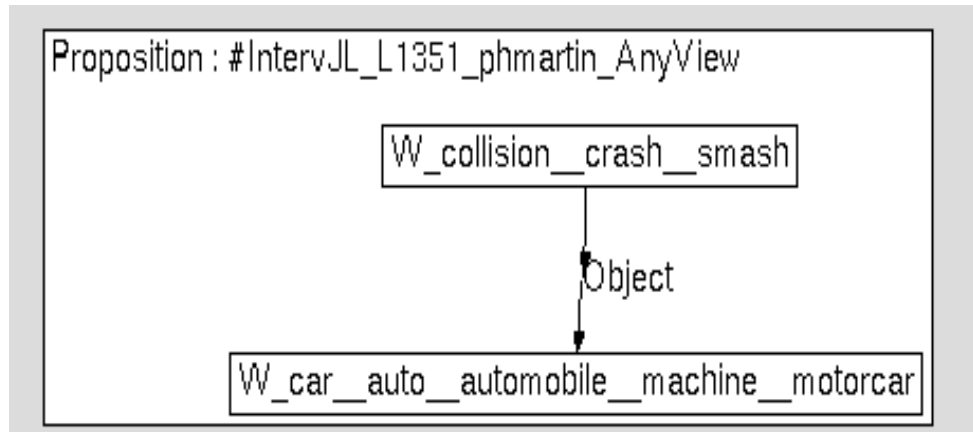 Proposition : #IntervJL_L1351_phmartin_AnyView
W_collision__crash__smash
Object
W_car__auto__automobile__machine__motorcar